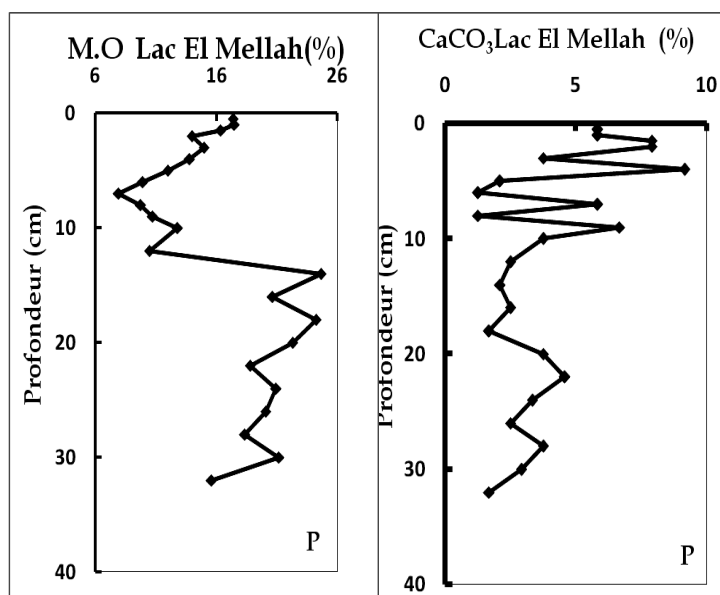 M.O Lac El Mellah(%)
6 16 26
0
10
20
30
40
Profondeur (cm)
P
CaCO₃Lac El Mellah (%)
0 5 10
0
10
20
30
40
Profondeur (cm)
P